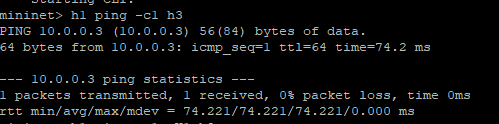 Starting CLI:
mininet> h1 ping -c1 h3
PING 10.0.0.3 (10.0.0.3) 56(84) bytes of data.
64 bytes from 10.0.0.3: icmp_seq=1 ttl=64 time=74.2 ms

--- 10.0.0.3 ping statistics ---
1 packets transmitted, 1 received, 0% packet loss, time 0ms
rtt min/avg/max/mdev = 74.221/74.221/74.221/0.000 ms